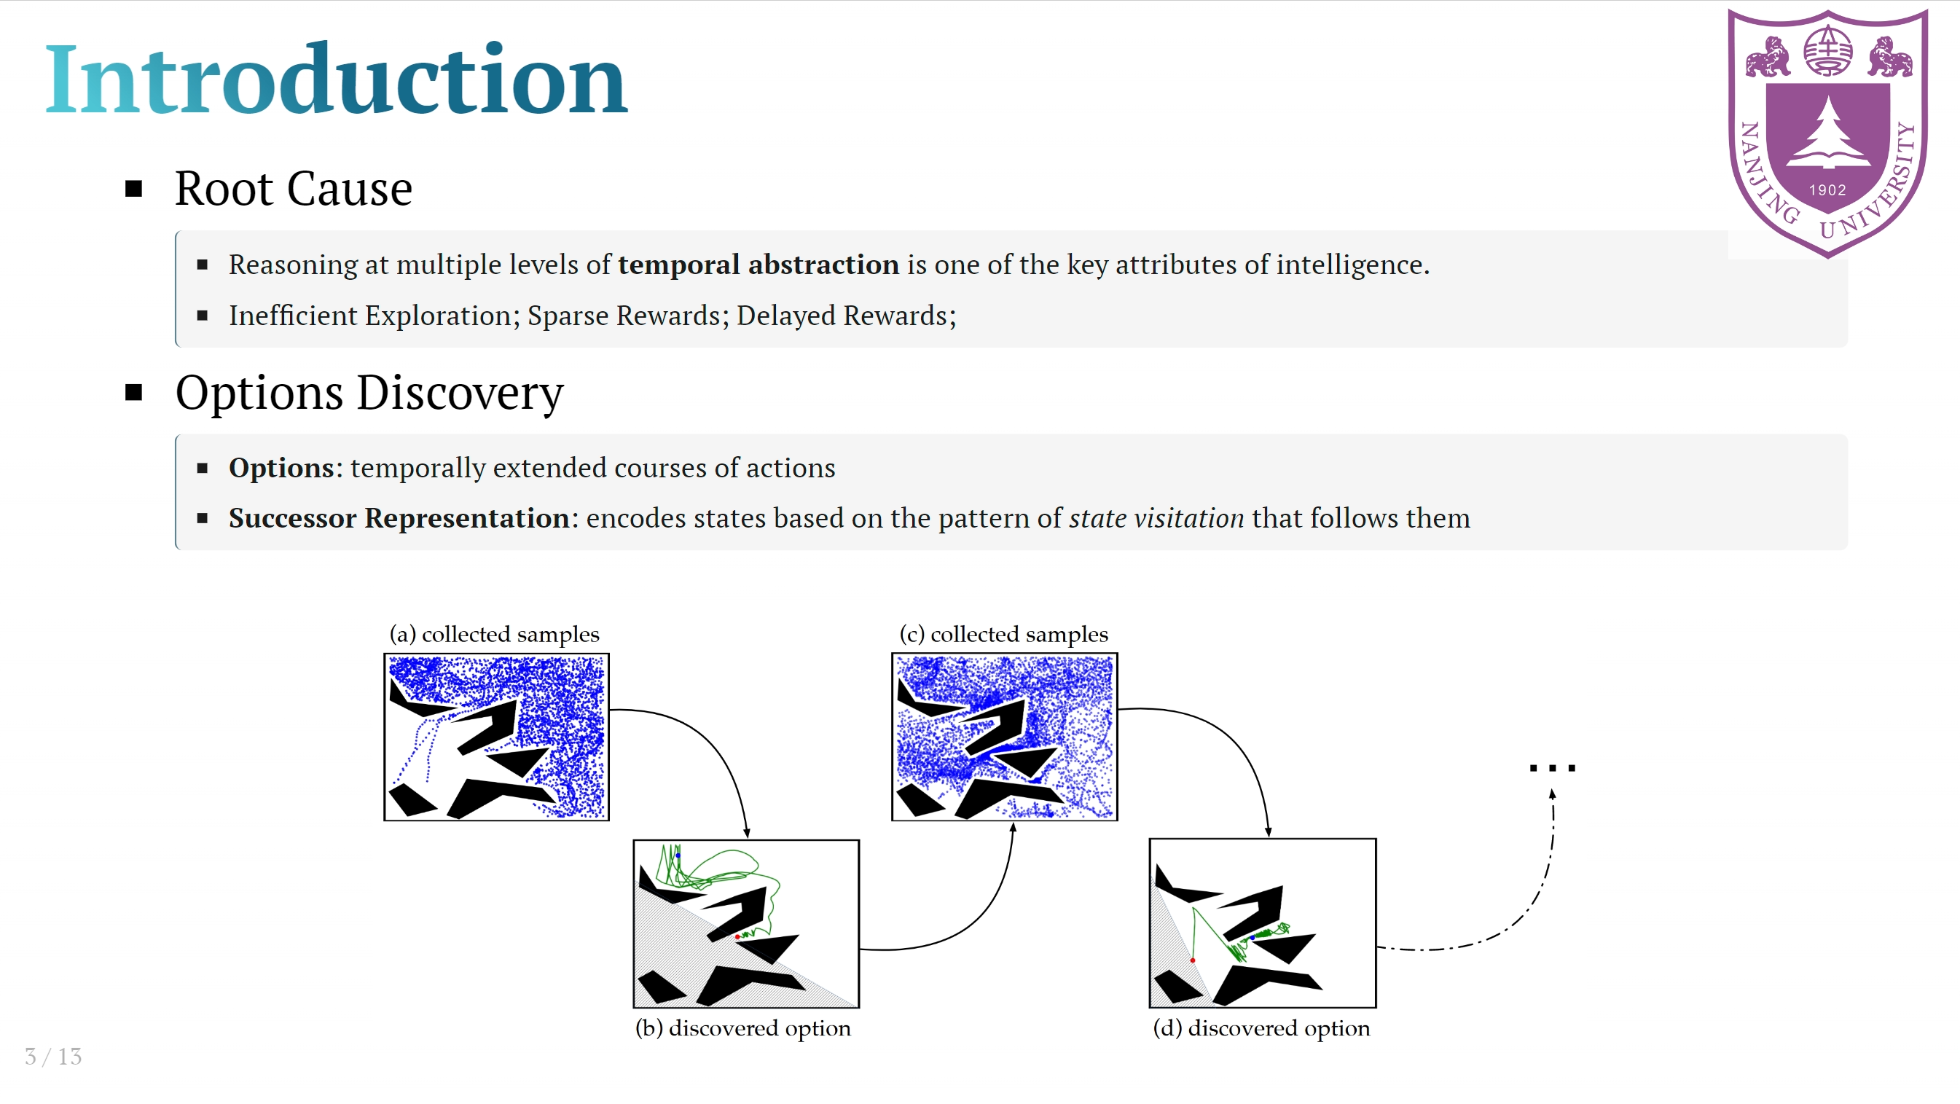 Introduction
NANJING UNIVERSITY
1902
Root Cause
Reasoning at multiple levels of temporal abstraction is one of the key attributes of intelligence.
Inefficient Exploration; Sparse Rewards; Delayed Rewards;
Options Discovery
Options: temporally extended courses of actions
Successor Representation: encodes states based on the pattern of state visitation that follows them
(a) collected samples
(c) collected samples
...
(b) discovered option
(d) discovered option
3 / 13